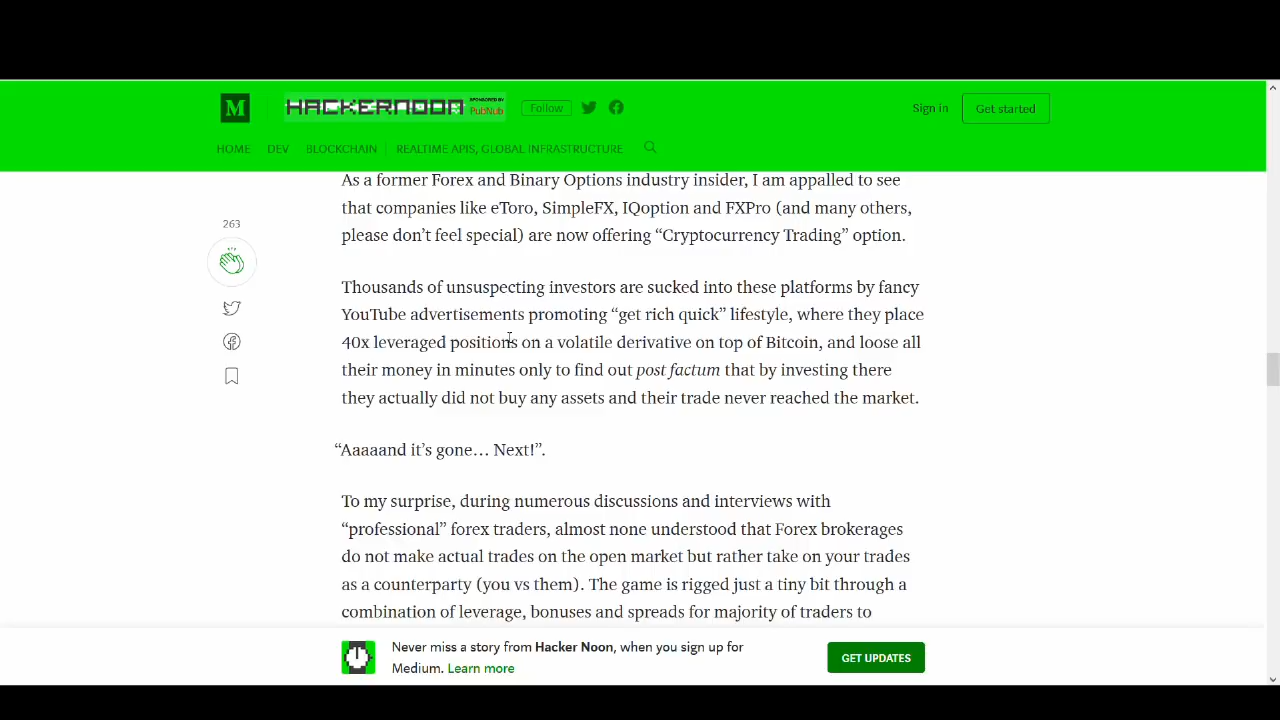 M
HACKERNOON
SPONSORED BY
PubNub
Follow
Sign in
Get started
HOME
DEV
BLOCKCHAIN
REALTIME APIS, GLOBAL INFRASTRUCTURE
As a former Forex and Binary Options industry insider, I am appalled to see
that companies like eToro, SimpleFX, IQoption and FXPro (and many others,
please don’t feel special) are now offering “Cryptocurrency Trading” option.
263
Thousands of unsuspecting investors are sucked into these platforms by fancy
YouTube advertisements promoting “get rich quick” lifestyle, where they place
40x leveraged positions on a volatile derivative on top of Bitcoin, and loose all
their money in minutes only to find out post factum that by investing there
they actually did not buy any assets and their trade never reached the market.
“Aaaaand it’s gone… Next!”.
To my surprise, during numerous discussions and interviews with
“professional” forex traders, almost none understood that Forex brokerages
do not make actual trades on the open market but rather take on your trades
as a counterparty (you vs them). The game is rigged just a tiny bit through a
combination of leverage, bonuses and spreads for majority of traders to
Never miss a story from Hacker Noon, when you sign up for
Medium. Learn more
GET UPDATES